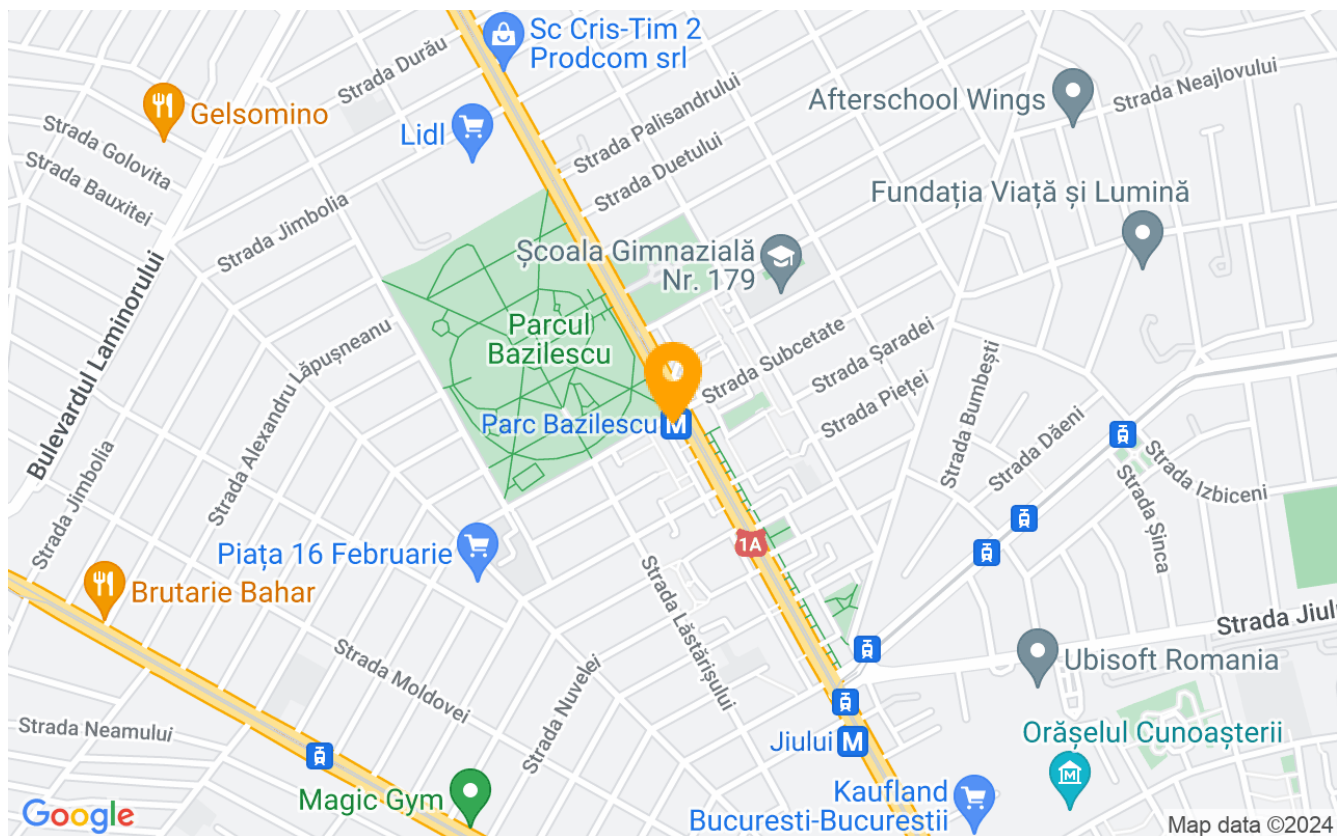 Sc Cris-Tim 2
Prodcom srl
Strada Durău
Gelsomino
Strada Palisandrului
Afterschool Wings
Strada Neajlovului
Strada Golovita
Lidl
Strada Bauxitei
Strada Duetului
Fundația Viață și Lumină
Strada Jimbolia
Școala Gimnazială
Nr. 179
Bulevardul Laminorului
Parcul
Bazilescu
Strada Alexandru Lăpușneanu
Strada Subcetate
Strada Șaradei
Strada Pieței
Strada Bumbești
Parc Bazilescu
M
Strada Dăeni
Strada Izbiceni
Strada Șinca
Strada Jimbolia
Piața 16 Februarie
1A
Brutarie Bahar
Strada Lăstărișului
Strada Jiulu
Ubisoft Romania
Strada Moldovei
Strada Nuvelei
Strada Neamului
Jiului
M
Orășelul Cunoașterii
M
Magic Gym
Kaufland
Bucuresti-Bucurestii
Google
Map data ©2024